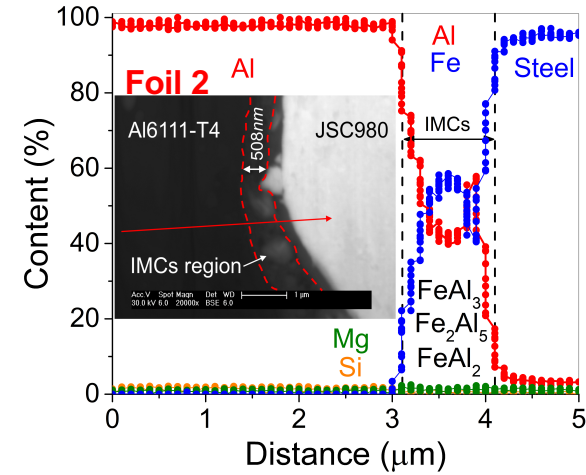 100
80
60
40
20
0
Content (%)
0
1
2
3
4
5
Distance (μm)
Foil 2
Al
Al
Fe
Steel
IMCs
Al6111-T4
508nm
JSC980
IMCs region
Acc.V Spot Magn Det WD
30.0 kV 6.0 20000x BSE 6.0
1 μm
FeAl₃
Fe₂Al₅
FeAl₂
Mg
Si